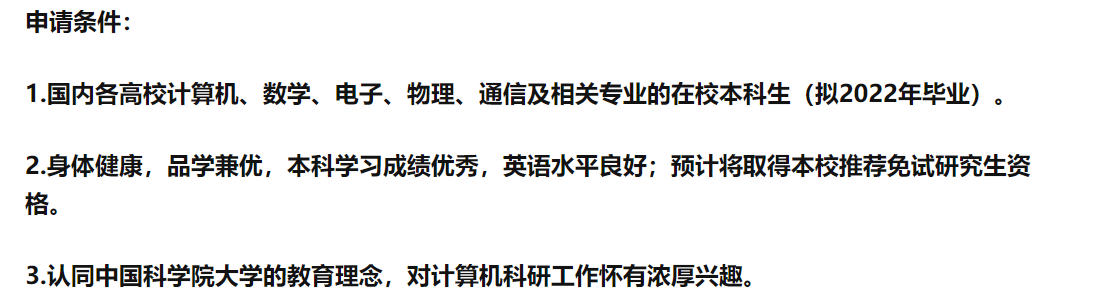 申请条件：
1.国内各高校计算机、数学、电子、物理、通信及相关专业的在校本科生（拟2022年毕业）。
2.身体健康，品学兼优，本科学习成绩优秀，英语水平良好；预计将取得本校推荐免试研究生资
格。
3.认同中国科学院大学的教育理念，对计算机科研工作怀有浓厚兴趣。